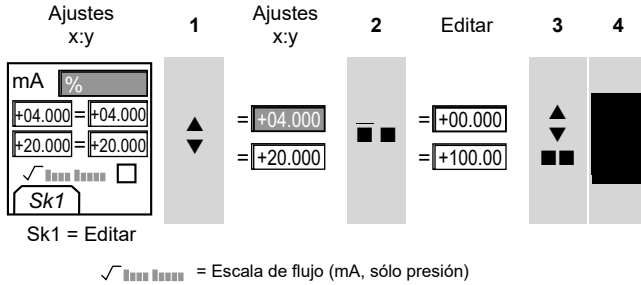 Ajustes x:y 1 Ajustes x:y 2 Editar 3 4
mA %
+04.000 = +04.000
+20.000 = +20.000
√
Sk1
Sk1 = Editar
= +04.000
= +20.000
= +00.000
= +100.00
√ = Escala de flujo (mA, sólo presión)